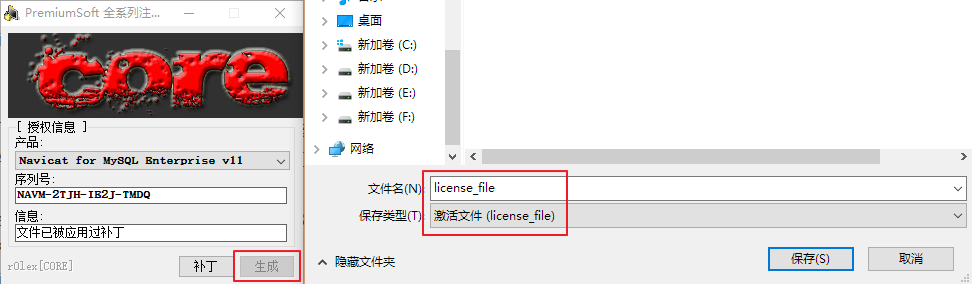 PremiumSoft 全系列注...
core
[ 授权信息 ]
产品:
Navicat for MySQL Enterprise v11
序列号:
NAVM-2TJH-IB2J-TMDQ
信息:
文件已被应用过补丁
r0lex[CORE]
补丁
生成
桌面
新加卷 (C:)
新加卷 (D:)
新加卷 (E:)
新加卷 (F:)
网络
文件名(N):
license_file
保存类型(T):
激活文件 (license_file)
隐藏文件夹
保存(S)
取消